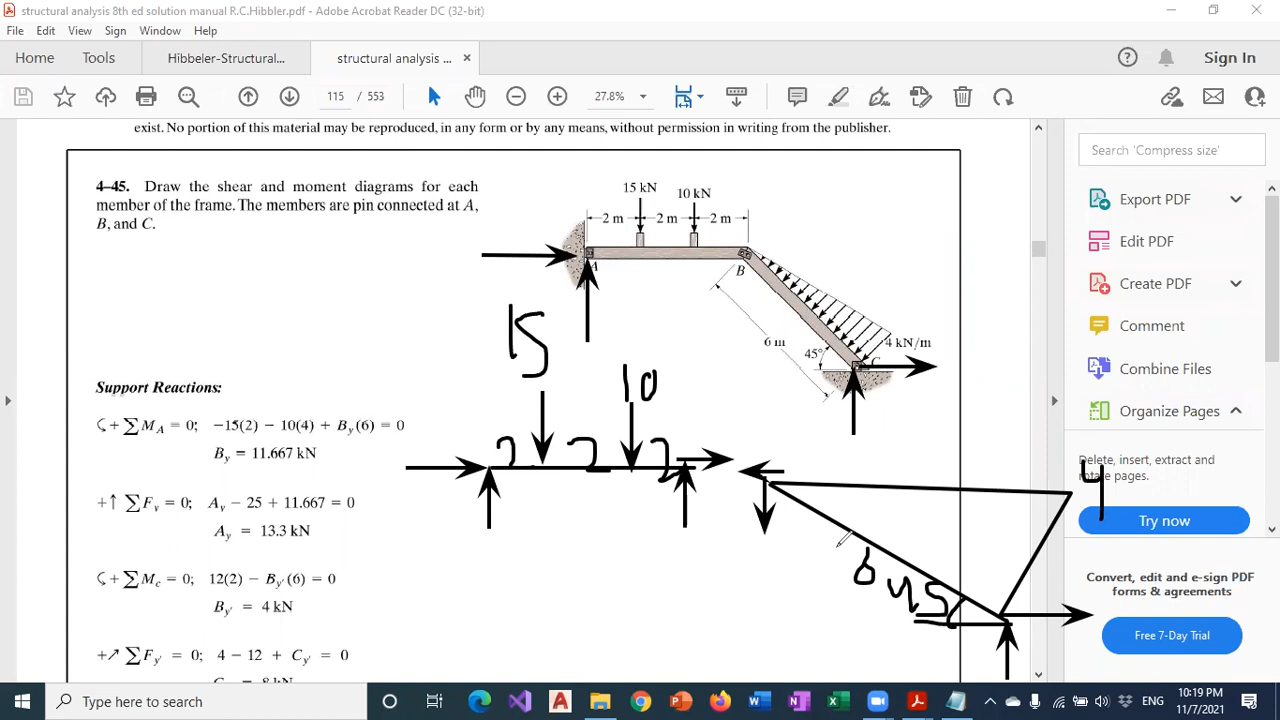 structural analysis 8th ed solution manual R.C.Hibbler.pdf - Adobe Acrobat Reader DC (32-bit)
File Edit View Sign Window Help
Home Tools Hibbeler-Structural... structural analysis ... × Sign In
115 / 553 27.8%
exist. No portion of this material may be reproduced, in any form or by any means, without permission in writing from the publisher.
4–45. Draw the shear and moment diagrams for each
member of the frame. The members are pin connected at A,
B, and C.
15 kN
10 kN
2 m 2 m 2 m
A
B
6 m
45°
4 kN/m
C
15
10
2 2 2
4
6
45
Support Reactions:
ζ+ ∑MA = 0; −15(2) − 10(4) + By(6) = 0
By = 11.667 kN
+↑ ∑Fy = 0; Ay − 25 + 11.667 = 0
Ay = 13.3 kN
ζ+ ∑Mc = 0; 12(2) − By′(6) = 0
By′ = 4 kN
+↗ ∑Fy′ = 0; 4 − 12 + Cy′ = 0
Search 'Compress size'
Export PDF
Edit PDF
Create PDF
Comment
Combine Files
Organize Pages
Delete, insert, extract and
rotate pages.
Try now
Convert, edit and e-sign PDF
forms & agreements
Free 7-Day Trial
Type here to search
ENG
10:19 PM
11/7/2021